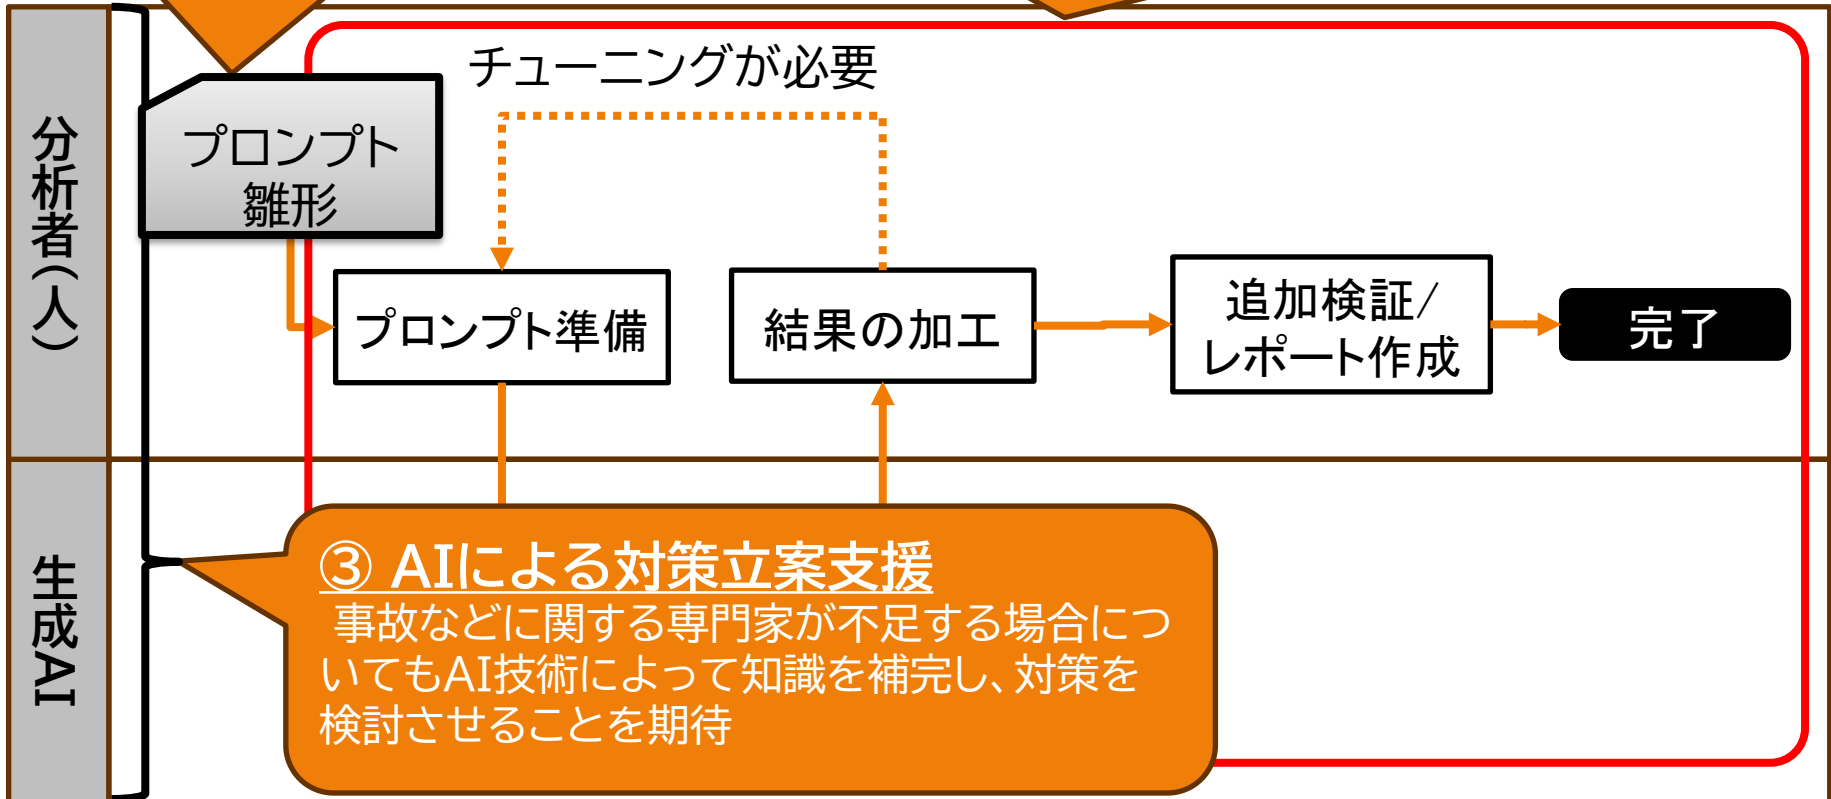 分析者(人)
チューニングが必要
プロンプト
雛形
プロンプト準備
結果の加工
追加検証/
レポート作成
完了
生成AI
③ AIによる対策立案支援
事故などに関する専門家が不足する場合につ
いてもAI技術によって知識を補完し、対策を
検討させることを期待